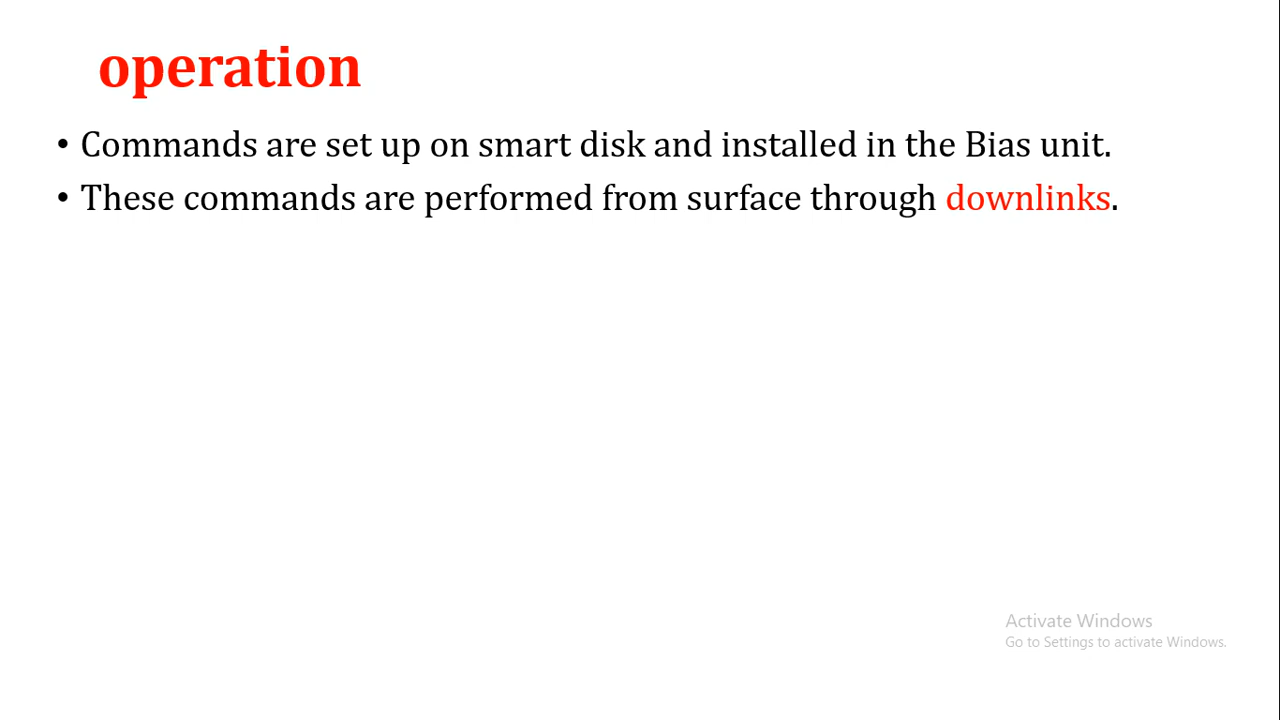 operation
• Commands are set up on smart disk and installed in the Bias unit.
• These commands are performed from surface through downlinks.
Activate Windows
Go to Settings to activate Windows.